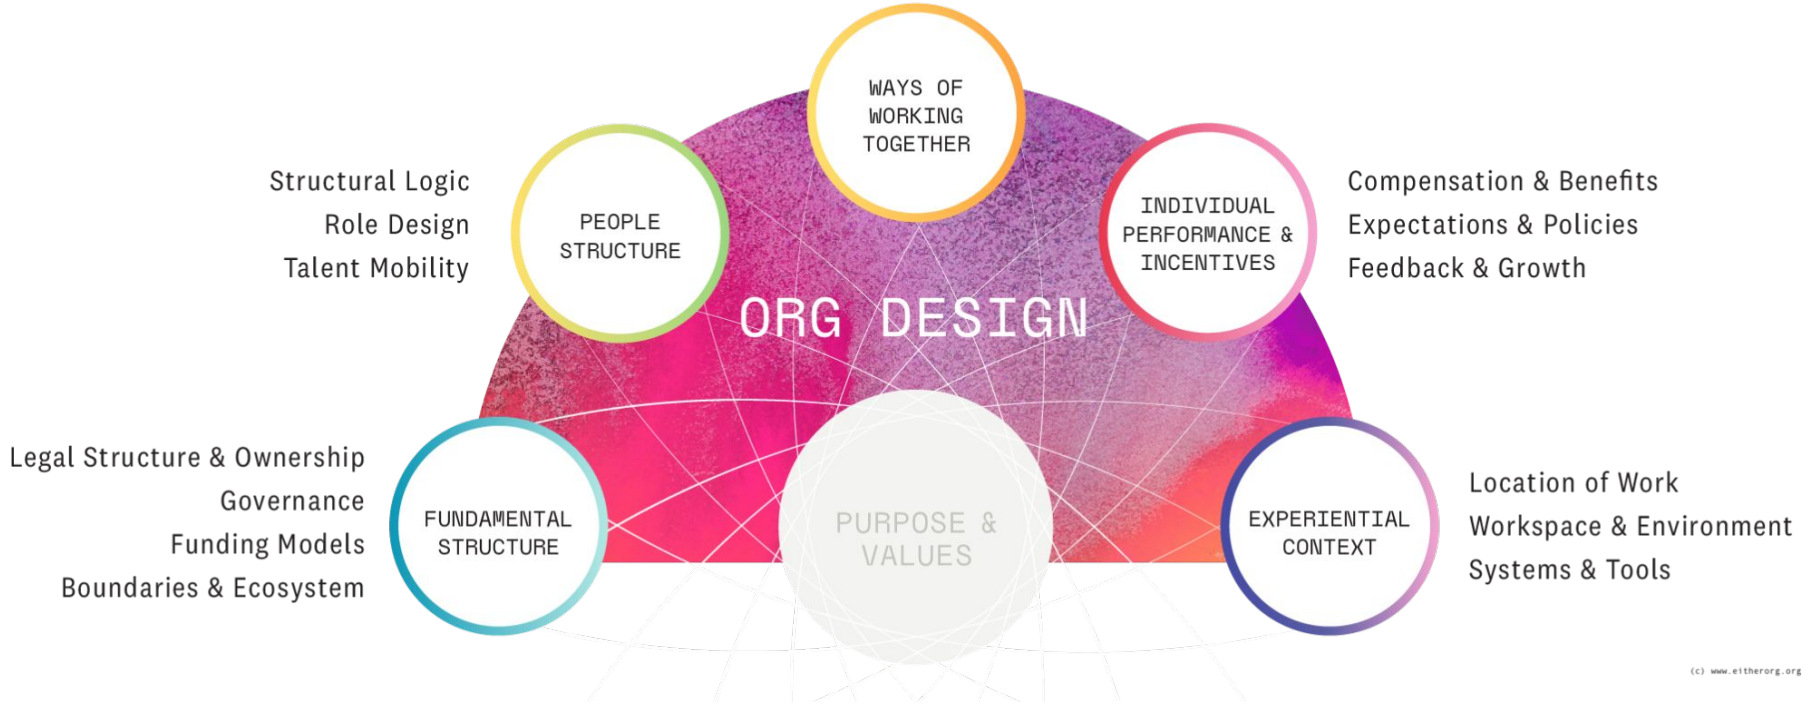 WAYS OF
WORKING
TOGETHER
Structural Logic
Role Design
Talent Mobility
PEOPLE
STRUCTURE
INDIVIDUAL
PERFORMANCE &
INCENTIVES
Compensation & Benefits
Expectations & Policies
Feedback & Growth
ORG DESIGN
Legal Structure & Ownership
Governance
Funding Models
Boundaries & Ecosystem
FUNDAMENTAL
STRUCTURE
PURPOSE &
VALUES
EXPERIENTIAL
CONTEXT
Location of Work
Workspace & Environment
Systems & Tools
(c) www.eitherorg.org